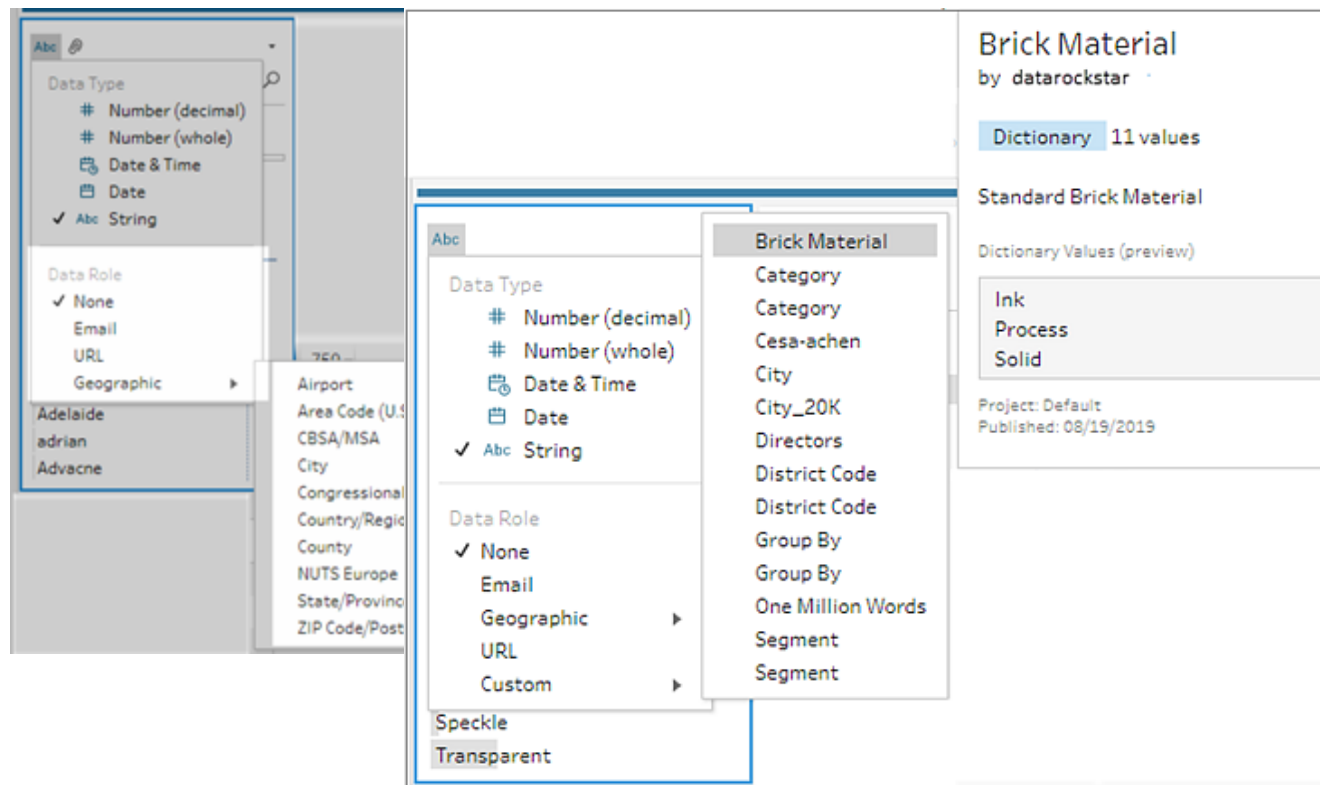 Abc
Data Type
# Number (decimal)
# Number (whole)
Date & Time
Date
✓ Abc String
Data Role
✓ None
Email
URL
Geographic
Adelaide
adrian
Advacne
750
Airport
Area Code (U.S
CBSA/MSA
City
Congressional
Country/Regio
County
NUTS Europe
State/Provinc
ZIP Code/Post
Abc
Data Type
# Number (decimal)
# Number (whole)
Date & Time
Date
✓ Abc String
Data Role
✓ None
Email
Geographic
URL
Custom
Speckle
Transparent
Brick Material
Category
Category
Cesa-achen
City
City_20K
Directors
District Code
District Code
Group By
Group By
One Million Words
Segment
Segment
Brick Material
by datarockstar
Dictionary 11 values
Standard Brick Material
Dictionary Values (preview)
Ink
Process
Solid
Project: Default
Published: 08/19/2019